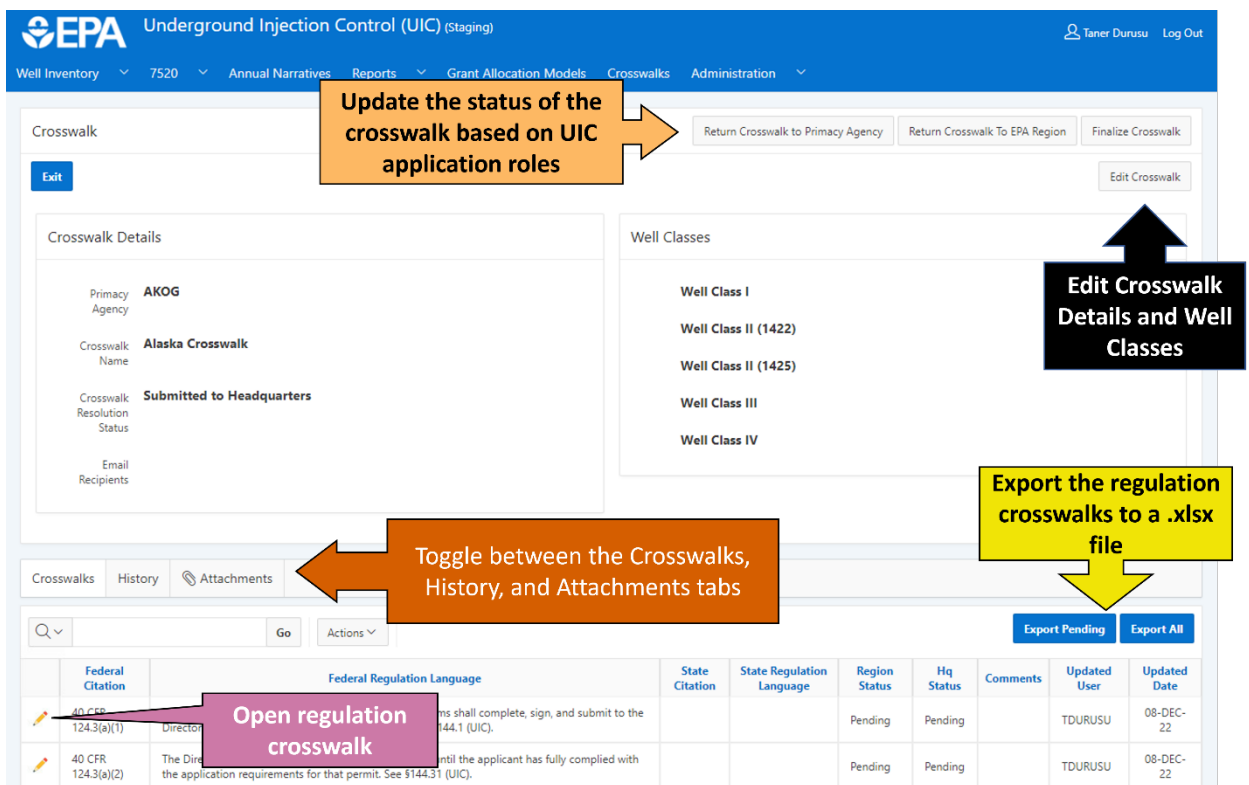 EPA Underground Injection Control (UIC) (Staging)
Taner Durusu Log Out
Well Inventory 7520 Annual Narratives Reports Grant Allocation Models Crosswalks Administration
Update the status of the
crosswalk based on UIC
application roles
Crosswalk
Return Crosswalk to Primacy Agency
Return Crosswalk To EPA Region
Finalize Crosswalk
Exit
Edit Crosswalk
Edit Crosswalk
Details and Well
Classes
Crosswalk Details
Primacy
Agency
AKOG
Crosswalk
Name
Alaska Crosswalk
Crosswalk
Resolution
Status
Submitted to Headquarters
Email
Recipients
Well Classes
Well Class I
Well Class II (1422)
Well Class II (1425)
Well Class III
Well Class IV
Export the regulation
crosswalks to a .xlsx
file
Toggle between the Crosswalks,
History, and Attachments tabs
Crosswalks History Attachments
Go Actions
Export Pending Export All
Federal
Citation
Federal Regulation Language
State
Citation
State Regulation
Language
Region
Status
Hq
Status
Comments
Updated
User
Updated
Date
Open regulation
crosswalk
40 CFR
124.3(a)(1)
ms shall complete, sign, and submit to the
Director 144.1 (UIC).
Pending
Pending
TDURUSU
08-DEC-
22
40 CFR
124.3(a)(2)
The Dire ntil the applicant has fully complied with
the application requirements for that permit. See §144.31 (UIC).
Pending
Pending
TDURUSU
08-DEC-
22